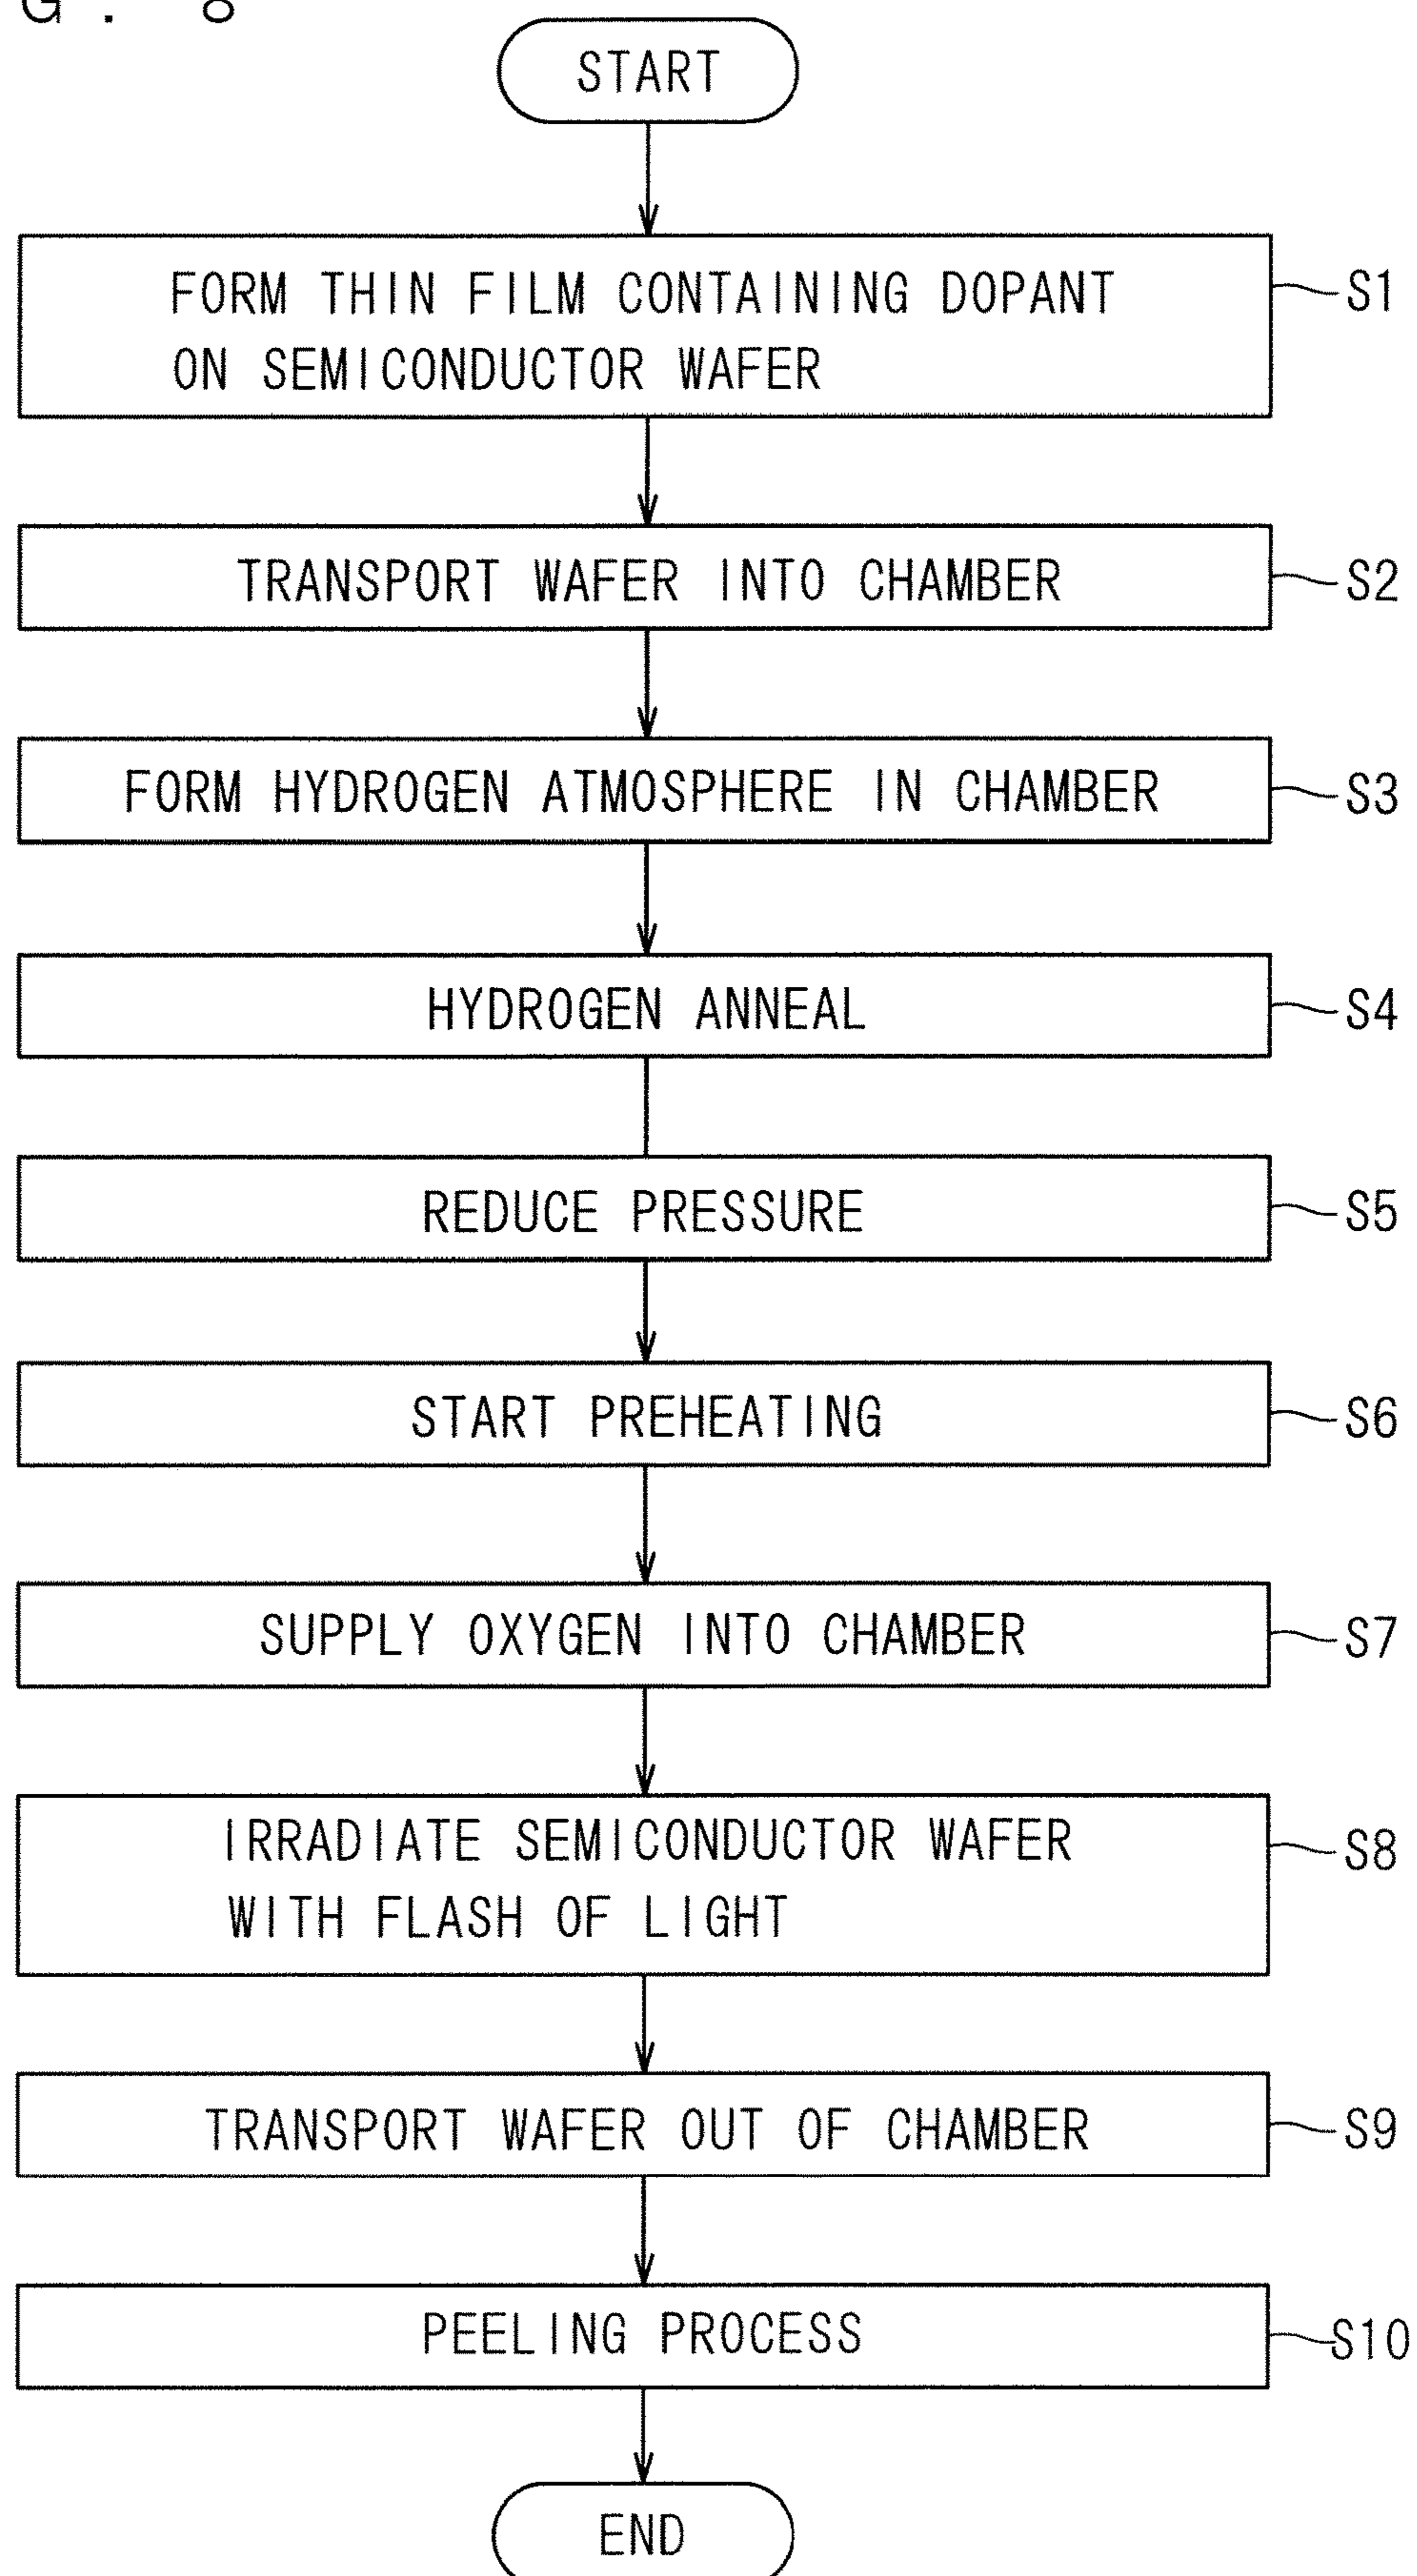 G. 8
START
FORM THIN FILM CONTAINING DOPANT
ON SEMICONDUCTOR WAFER
S1
TRANSPORT WAFER INTO CHAMBER
S2
FORM HYDROGEN ATMOSPHERE IN CHAMBER
S3
HYDROGEN ANNEAL
S4
REDUCE PRESSURE
S5
START PREHEATING
S6
SUPPLY OXYGEN INTO CHAMBER
S7
IRRADIATE SEMICONDUCTOR WAFER
WITH FLASH OF LIGHT
S8
TRANSPORT WAFER OUT OF CHAMBER
S9
PEELING PROCESS
S10
END